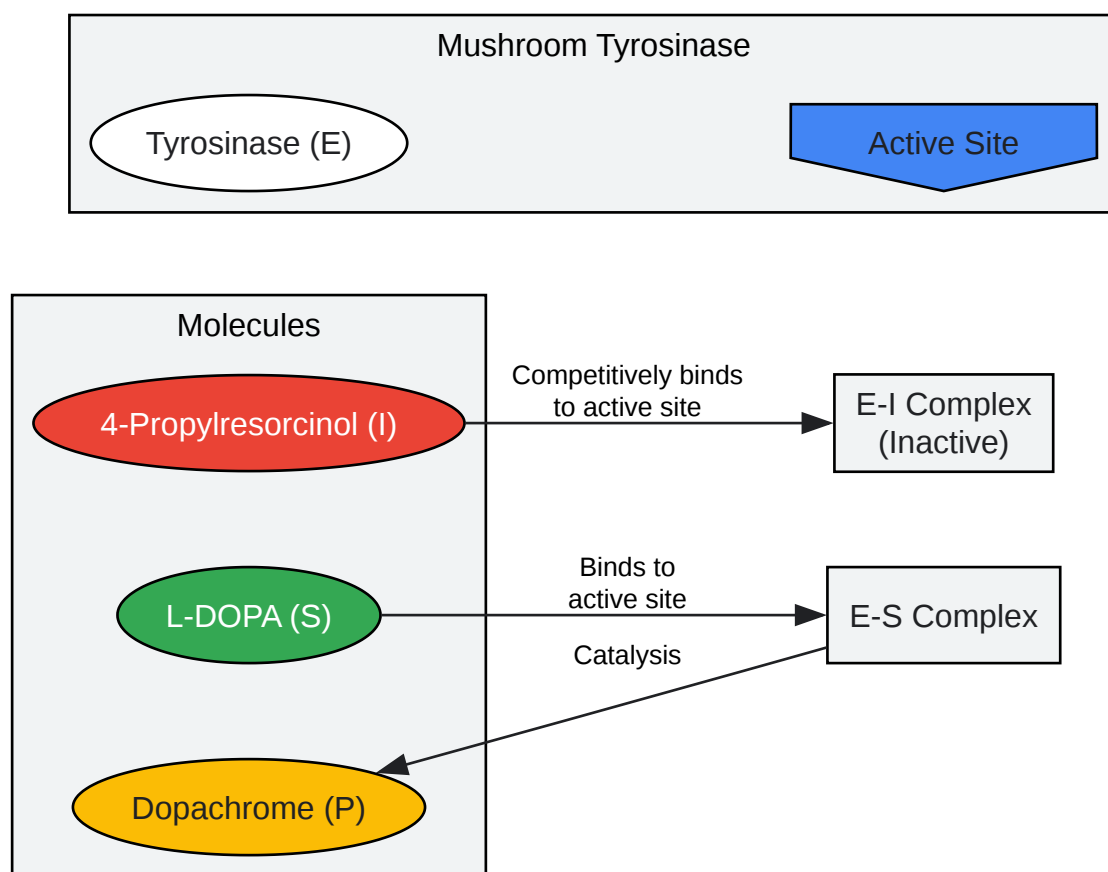 Mushroom Tyrosinase
Tyrosinase (E)
Active Site
Molecules
4-Propylresorcinol (I)
Competitively binds
to active site
E-I Complex
(Inactive)
L-DOPA (S)
Binds to
active site
E-S Complex
Catalysis
Dopachrome (P)